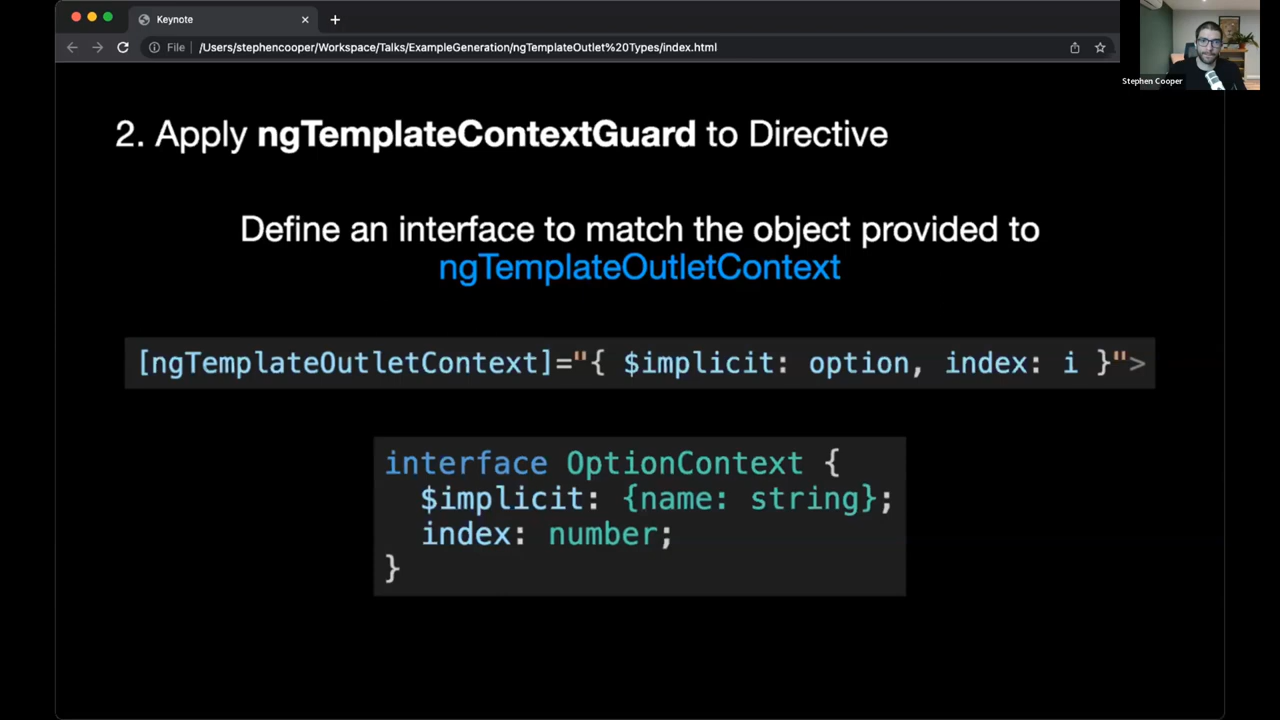 Keynote
File
/Users/stephencooper/Workspace/Talks/ExampleGeneration/ngTemplateOutlet%20Types/index.html
Stephen Cooper
2. Apply ngTemplateContextGuard to Directive
Define an interface to match the object provided to
ngTemplateOutletContext
[ngTemplateOutletContext]="{ $implicit: option, index: i }">
interface OptionContext {
$implicit: {name: string};
index: number;
}